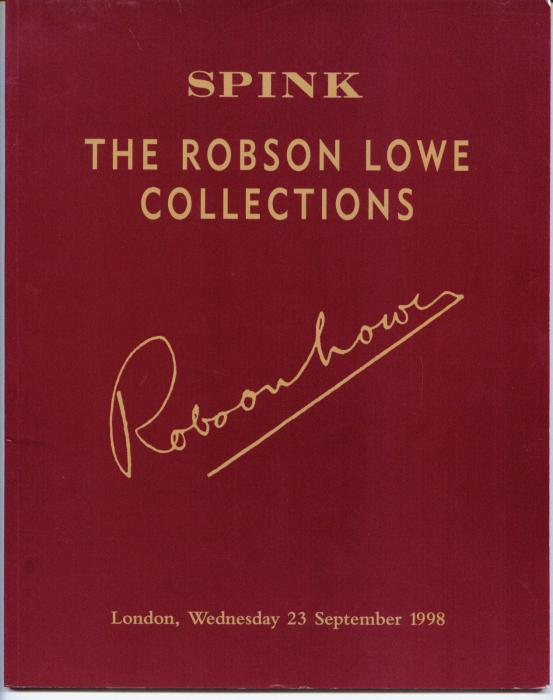 SPINK
THE ROBSON LOWE
COLLECTIONS
Robson Lowe
London, Wednesday 23 September 1998